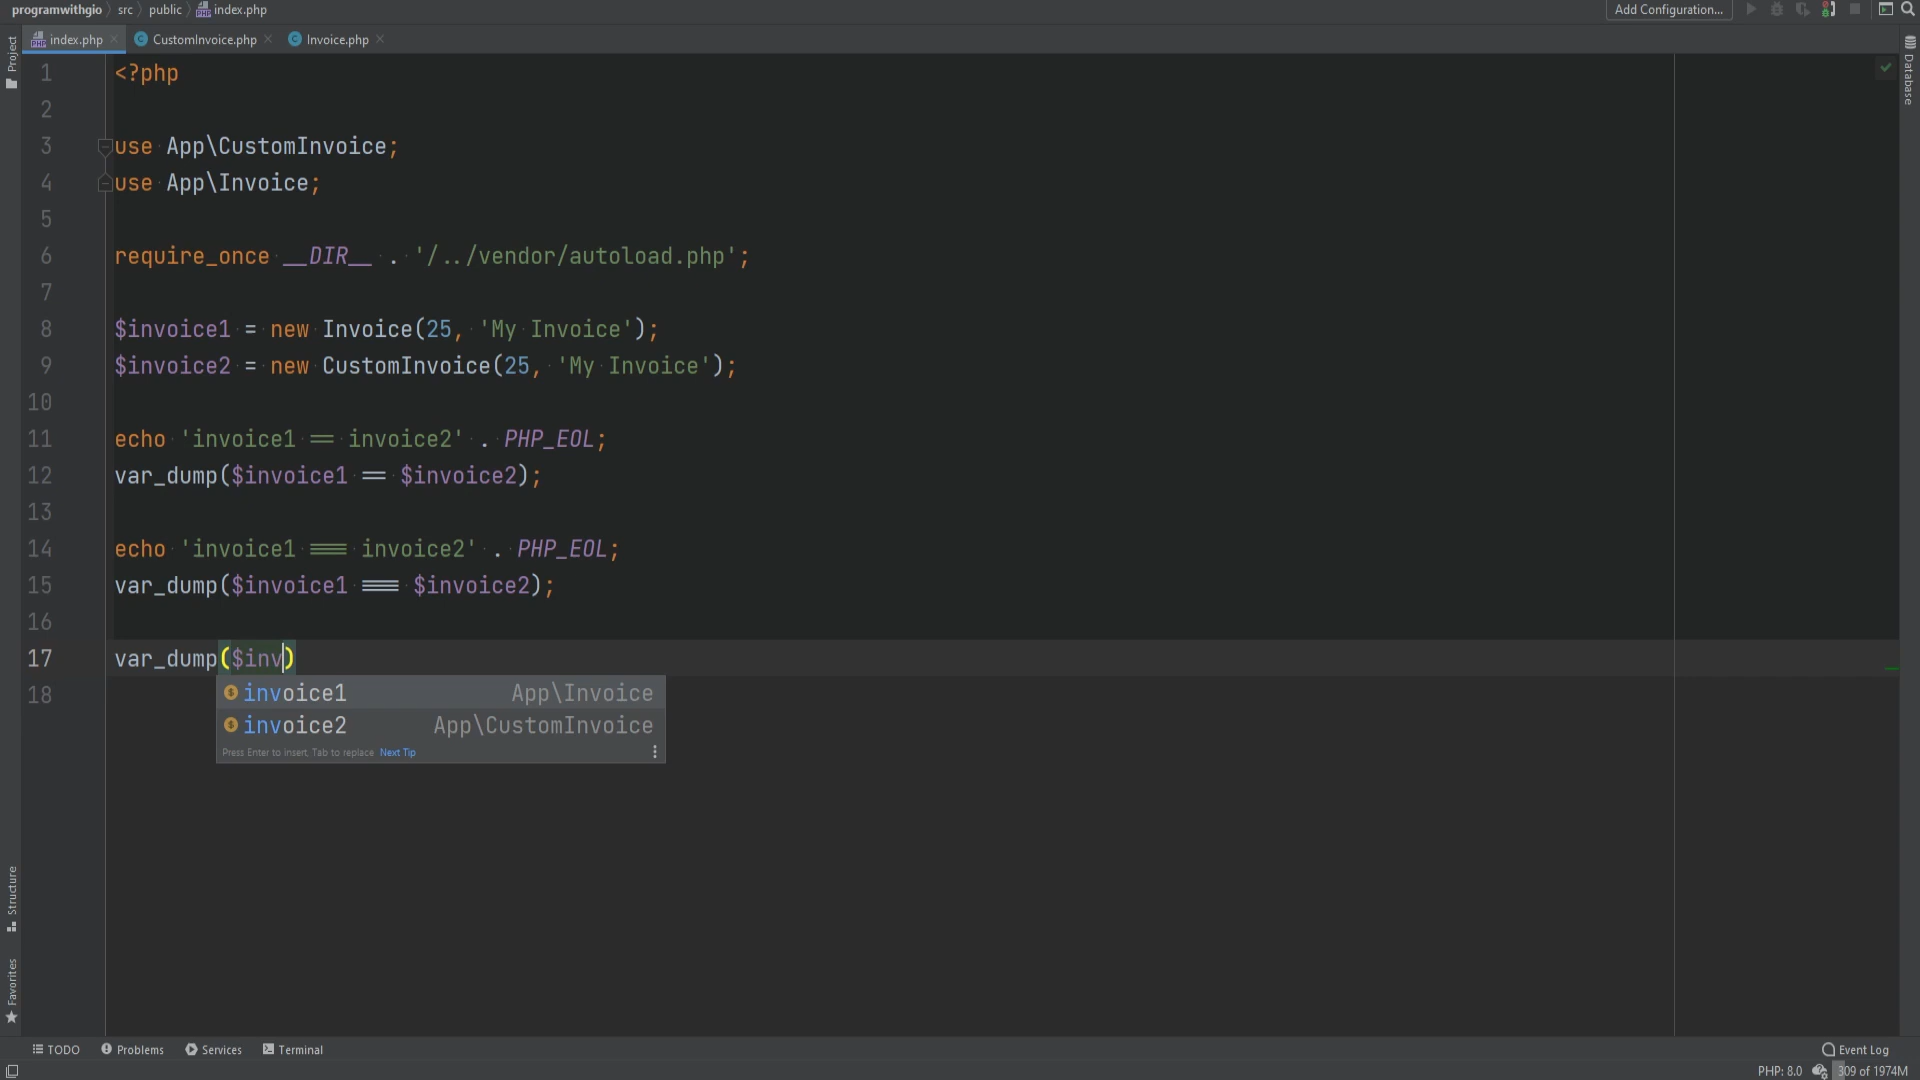 programwithgio src public index.php Add Configuration...
index.php CustomInvoice.php Invoice.php
Project
Database
1 <?php
2
3 use App\CustomInvoice;
4 use App\Invoice;
5
6 require_once __DIR__ . '/../vendor/autoload.php';
7
8 $invoice1 = new Invoice(25, 'My Invoice');
9 $invoice2 = new CustomInvoice(25, 'My Invoice');
10
11 echo 'invoice1 == invoice2' . PHP_EOL;
12 var_dump($invoice1 == $invoice2);
13
14 echo 'invoice1 === invoice2' . PHP_EOL;
15 var_dump($invoice1 === $invoice2);
16
17 var_dump($inv)
18
invoice1 App\Invoice
invoice2 App\CustomInvoice
Press Enter to insert, Tab to replace Next Tip
Structure
Favorites
TODO Problems Services Terminal Event Log
PHP: 8.0 309 of 1974M